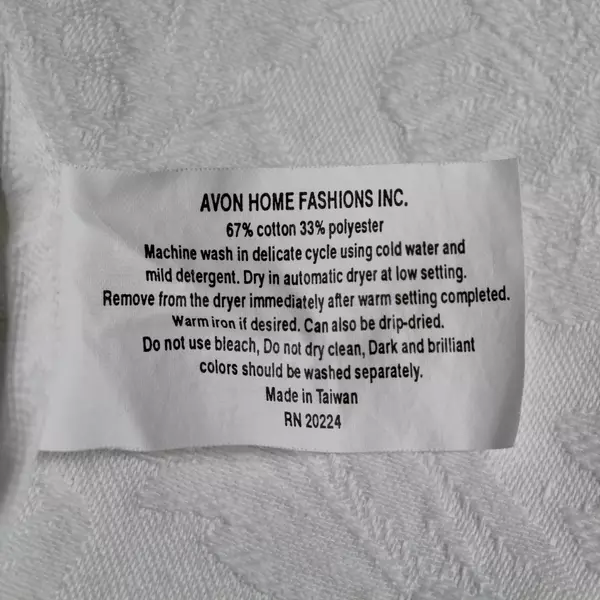 AVON HOME FASHIONS INC.
67% cotton 33% polyester
Machine wash in delicate cycle using cold water and
mild detergent. Dry in automatic dryer at low setting.
Remove from the dryer immediately after warm setting completed.
Warm iron if desired. Can also be drip-dried.
Do not use bleach, Do not dry clean, Dark and brilliant
colors should be washed separately.
Made in Taiwan
RN 20224